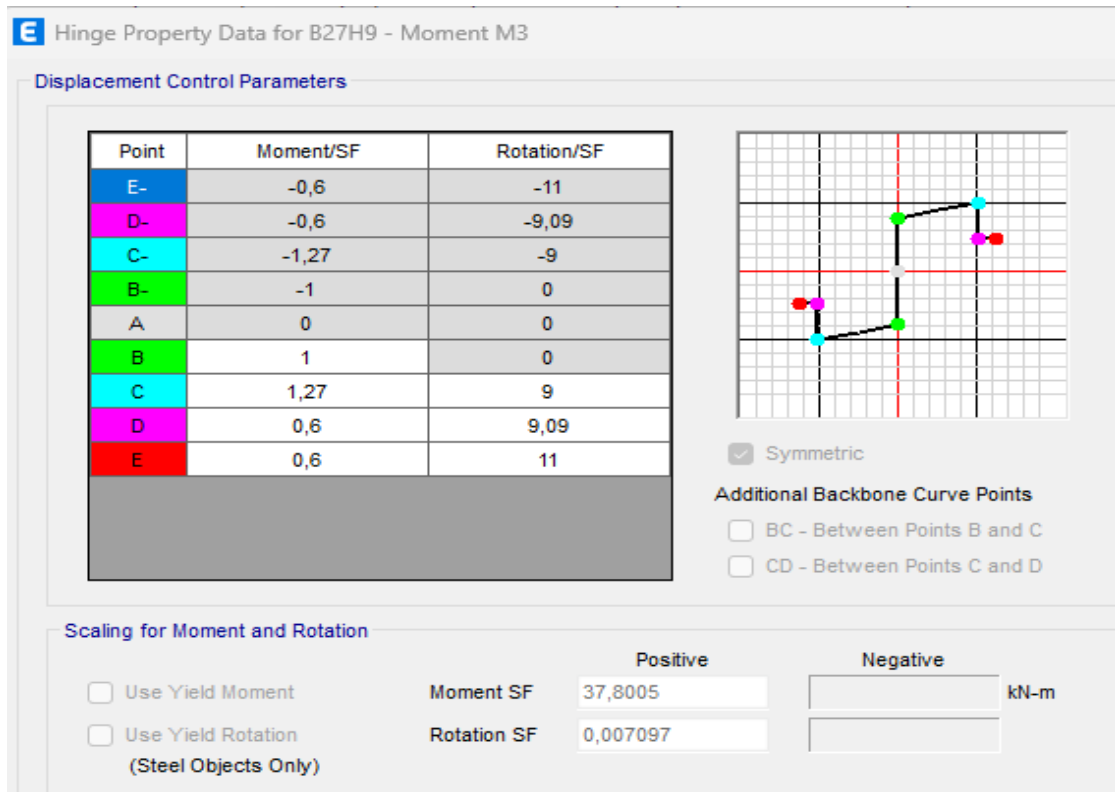 E Hinge Property Data for B27H9 - Moment M3
Displacement Control Parameters
Point Moment/SF Rotation/SF
E- -0,6 -11
D- -0,6 -9,09
C- -1,27 -9
B- -1 0
A 0 0
B 1 0
C 1,27 9
D 0,6 9,09
E 0,6 11
Symmetric
Additional Backbone Curve Points
BC - Between Points B and C
CD - Between Points C and D
Scaling for Moment and Rotation
Positive Negative
Use Yield Moment Moment SF 37,8005 kN-m
Use Yield Rotation Rotation SF 0,007097
(Steel Objects Only)